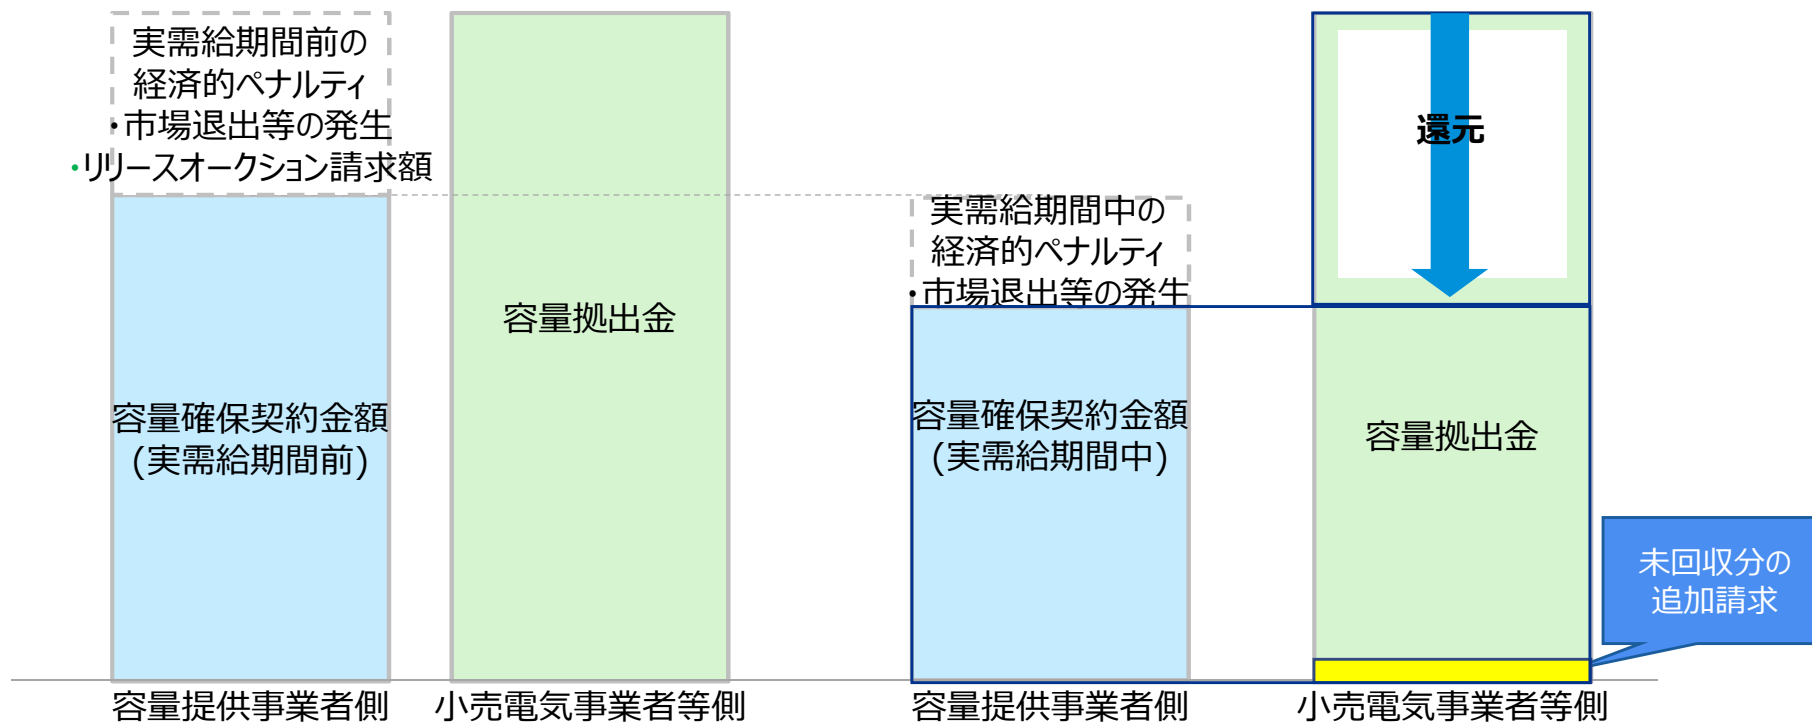 実需給期間前の
経済的ペナルティ
・市場退出等の発生
・リリースオークション請求額
容量確保契約金額
(実需給期間前)
容量提供事業者側
容量拠出金
小売電気事業者等側
実需給期間中の
経済的ペナルティ
・市場退出等の発生
容量確保契約金額
(実需給期間中)
容量提供事業者側
還元
容量拠出金
小売電気事業者等側
未回収分の
追加請求